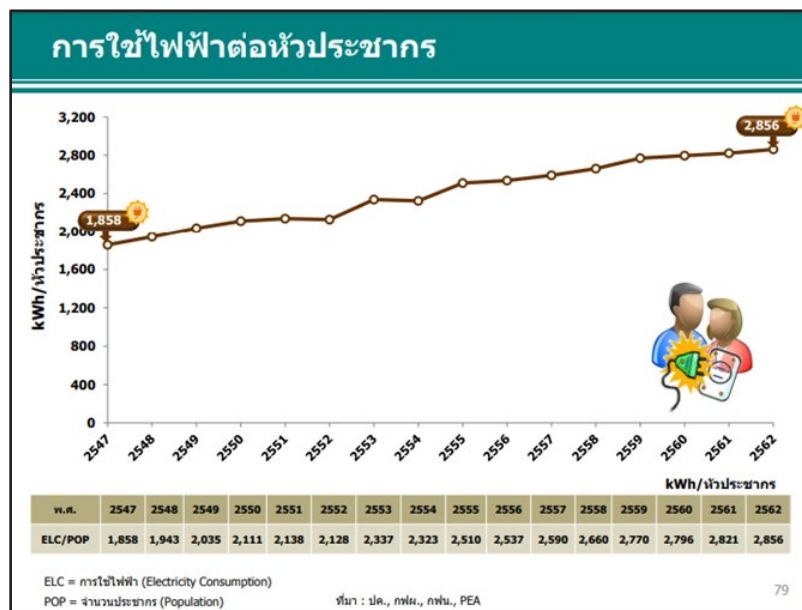 การใช้ไฟฟ้าต่อหัวประชากร
kWh/หัวประชากร
3,200
2,800
2,400
2,000
1,600
1,200
800
400
0
1,858
2,856
2547 2548 2549 2550 2551 2552 2553 2554 2555 2556 2557 2558 2559 2560 2561 2562
kWh/หัวประชากร
พ.ศ. 2547 2548 2549 2550 2551 2552 2553 2554 2555 2556 2557 2558 2559 2560 2561 2562
ELC/POP 1,858 1,943 2,035 2,111 2,138 2,128 2,337 2,323 2,510 2,537 2,590 2,660 2,770 2,796 2,821 2,856
ELC = การใช้ไฟฟ้า (Electricity Consumption)
POP = จำนวนประชากร (Population) ที่มา : ปค., กฟผ., กฟน., PEA
79